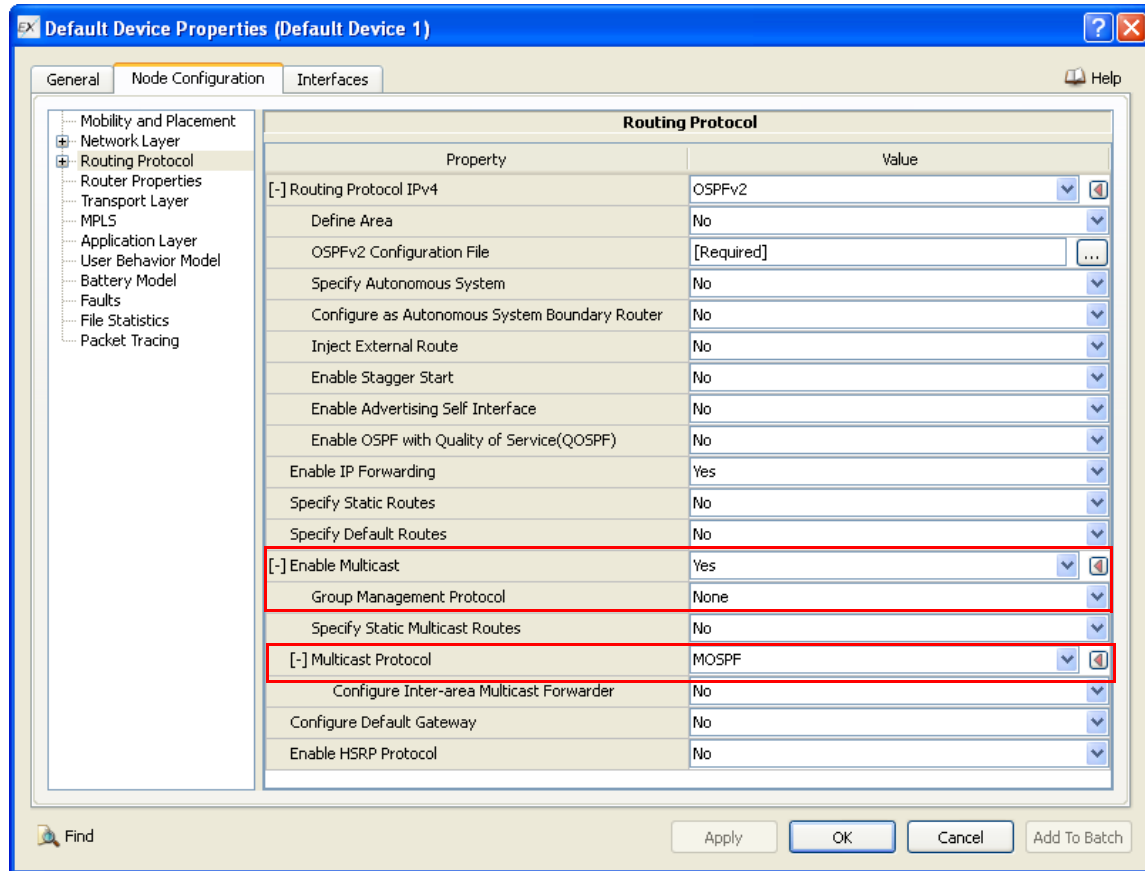 EX Default Device Properties (Default Device 1)
General Node Configuration Interfaces Help
Mobility and Placement
Network Layer
Routing Protocol
Router Properties
Transport Layer
MPLS
Application Layer
User Behavior Model
Battery Model
Faults
File Statistics
Packet Tracing
Routing Protocol
Property Value
[-] Routing Protocol IPv4 OSPFv2
Define Area No
OSPFv2 Configuration File [Required] ...
Specify Autonomous System No
Configure as Autonomous System Boundary Router No
Inject External Route No
Enable Stagger Start No
Enable Advertising Self Interface No
Enable OSPF with Quality of Service(QOSPF) No
Enable IP Forwarding Yes
Specify Static Routes No
Specify Default Routes No
[-] Enable Multicast Yes
Group Management Protocol None
Specify Static Multicast Routes No
[-] Multicast Protocol MOSPF
Configure Inter-area Multicast Forwarder No
Configure Default Gateway No
Enable HSRP Protocol No
Find Apply OK Cancel Add To Batch